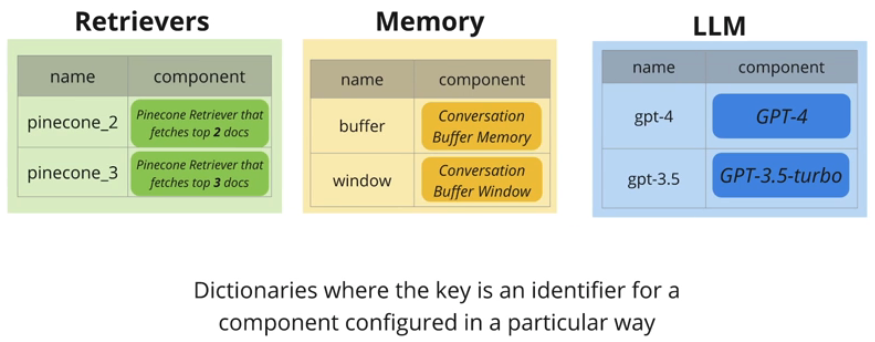 Retrievers
name component
pinecone_2 Pinecone Retriever that
fetches top 2 docs
pinecone_3 Pinecone Retriever that
fetches top 3 docs
Memory
name component
buffer Conversation
Buffer Memory
window Conversation
Buffer Window
LLM
name component
gpt-4 GPT-4
gpt-3.5 GPT-3.5-turbo
Dictionaries where the key is an identifier for a
component configured in a particular way